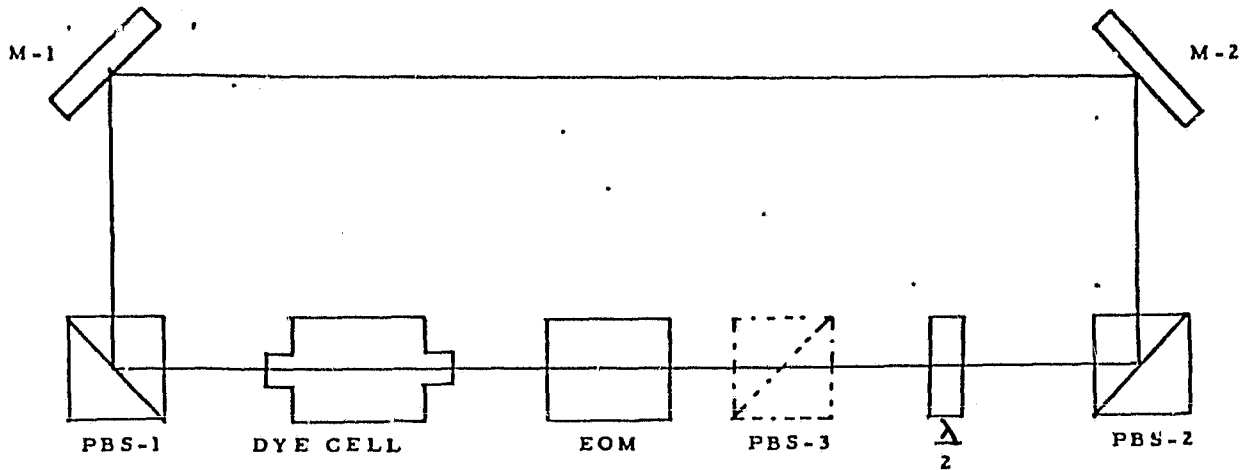 M-1
M-2
PBS-1
DYE CELL
EOM
PBS-3
λ
2
PBS-2